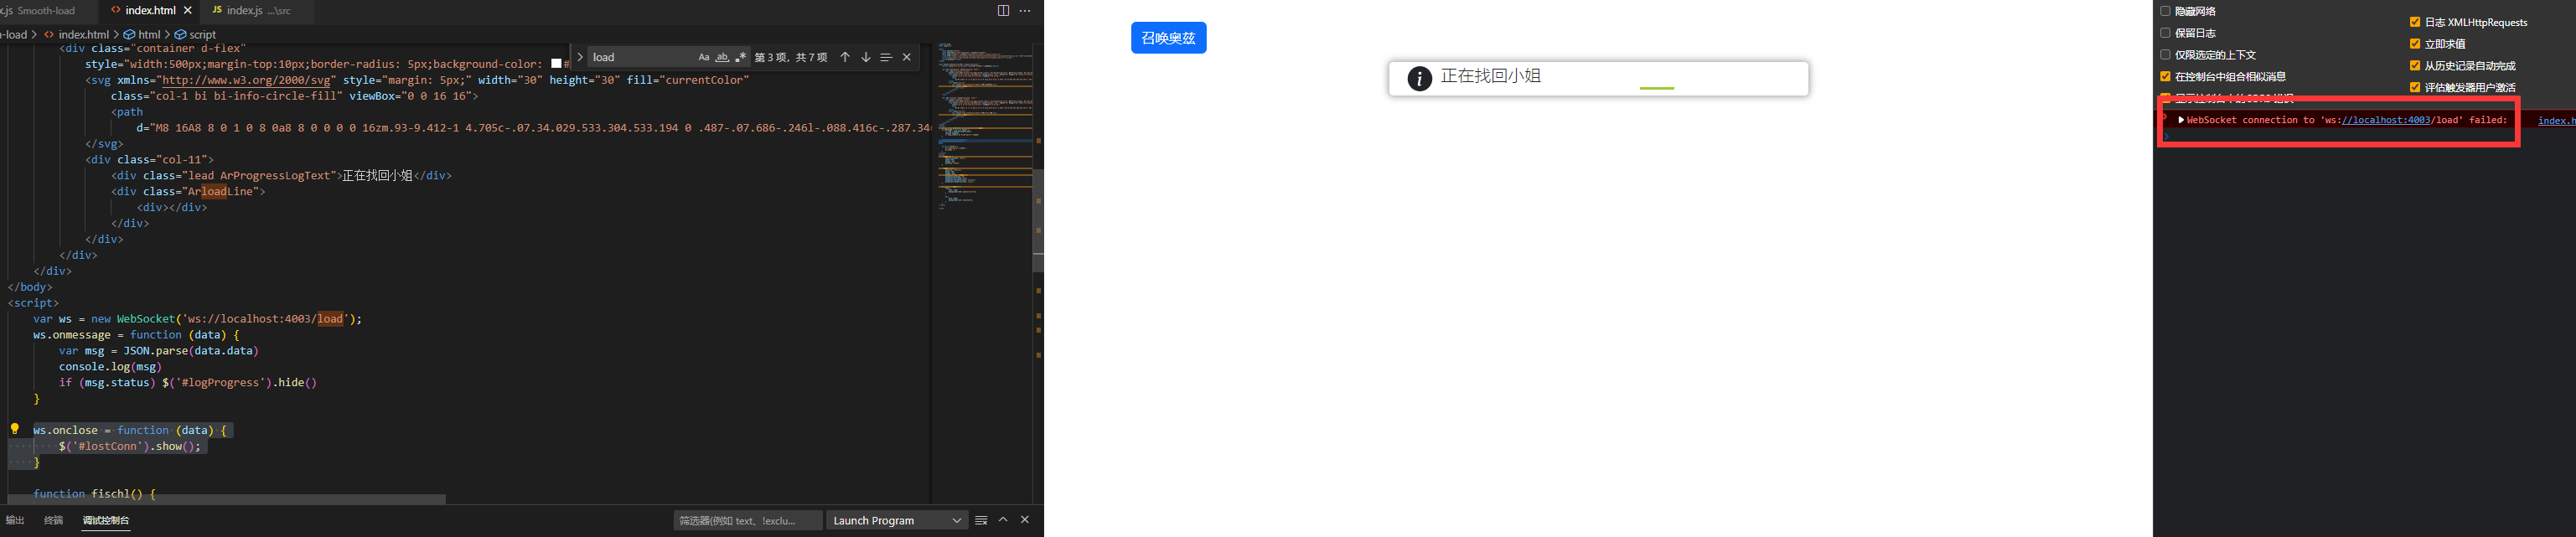 x.js Smooth-load
index.html
JS index.js ...\src
n-load > index.html > html > script
<div class="container d-flex"
style="width:500px;margin-top:10px;border-radius: 5px;background-color: #
<svg xmlns="http://www.w3.org/2000/svg" style="margin: 5px;" width="30" height="30" fill="currentColor"
class="col-1 bi bi-info-circle-fill" viewBox="0 0 16 16">
<path
d="M8 16A8 8 0 1 0 8 0a8 8 0 0 0 0 16zm.93-9.412-1 4.705c-.07.34.029.533.304.533.194 0 .487-.07.686-.246l-.088.416c-.287.34
</svg>
<div class="col-11">
<div class="lead ArProgressLogText">正在找回小姐</div>
<div class="ArloadLine">
<div></div>
</div>
</div>
</div>
</div>
</body>
<script>
var ws = new WebSocket('ws://localhost:4003/load');
ws.onmessage = function (data) {
var msg = JSON.parse(data.data)
console.log(msg)
if (msg.status) $('#logProgress').hide()
}
ws.onclose = function (data) {
$('#lostConn').show();
}
function fischl() {
load
Aa ab .*
第 3 项，共 7 项
输出 终端 调试控制台
筛选器(例如 text、!exclu...
Launch Program
召唤奥兹
正在找回小姐
隐藏网络
保留日志
仅限选定的上下文
在控制台中组合相似消息
日志 XMLHttpRequests
立即求值
从历史记录自动完成
评估触发器用户激活
WebSocket connection to 'ws://localhost:4003/load' failed:
index.h